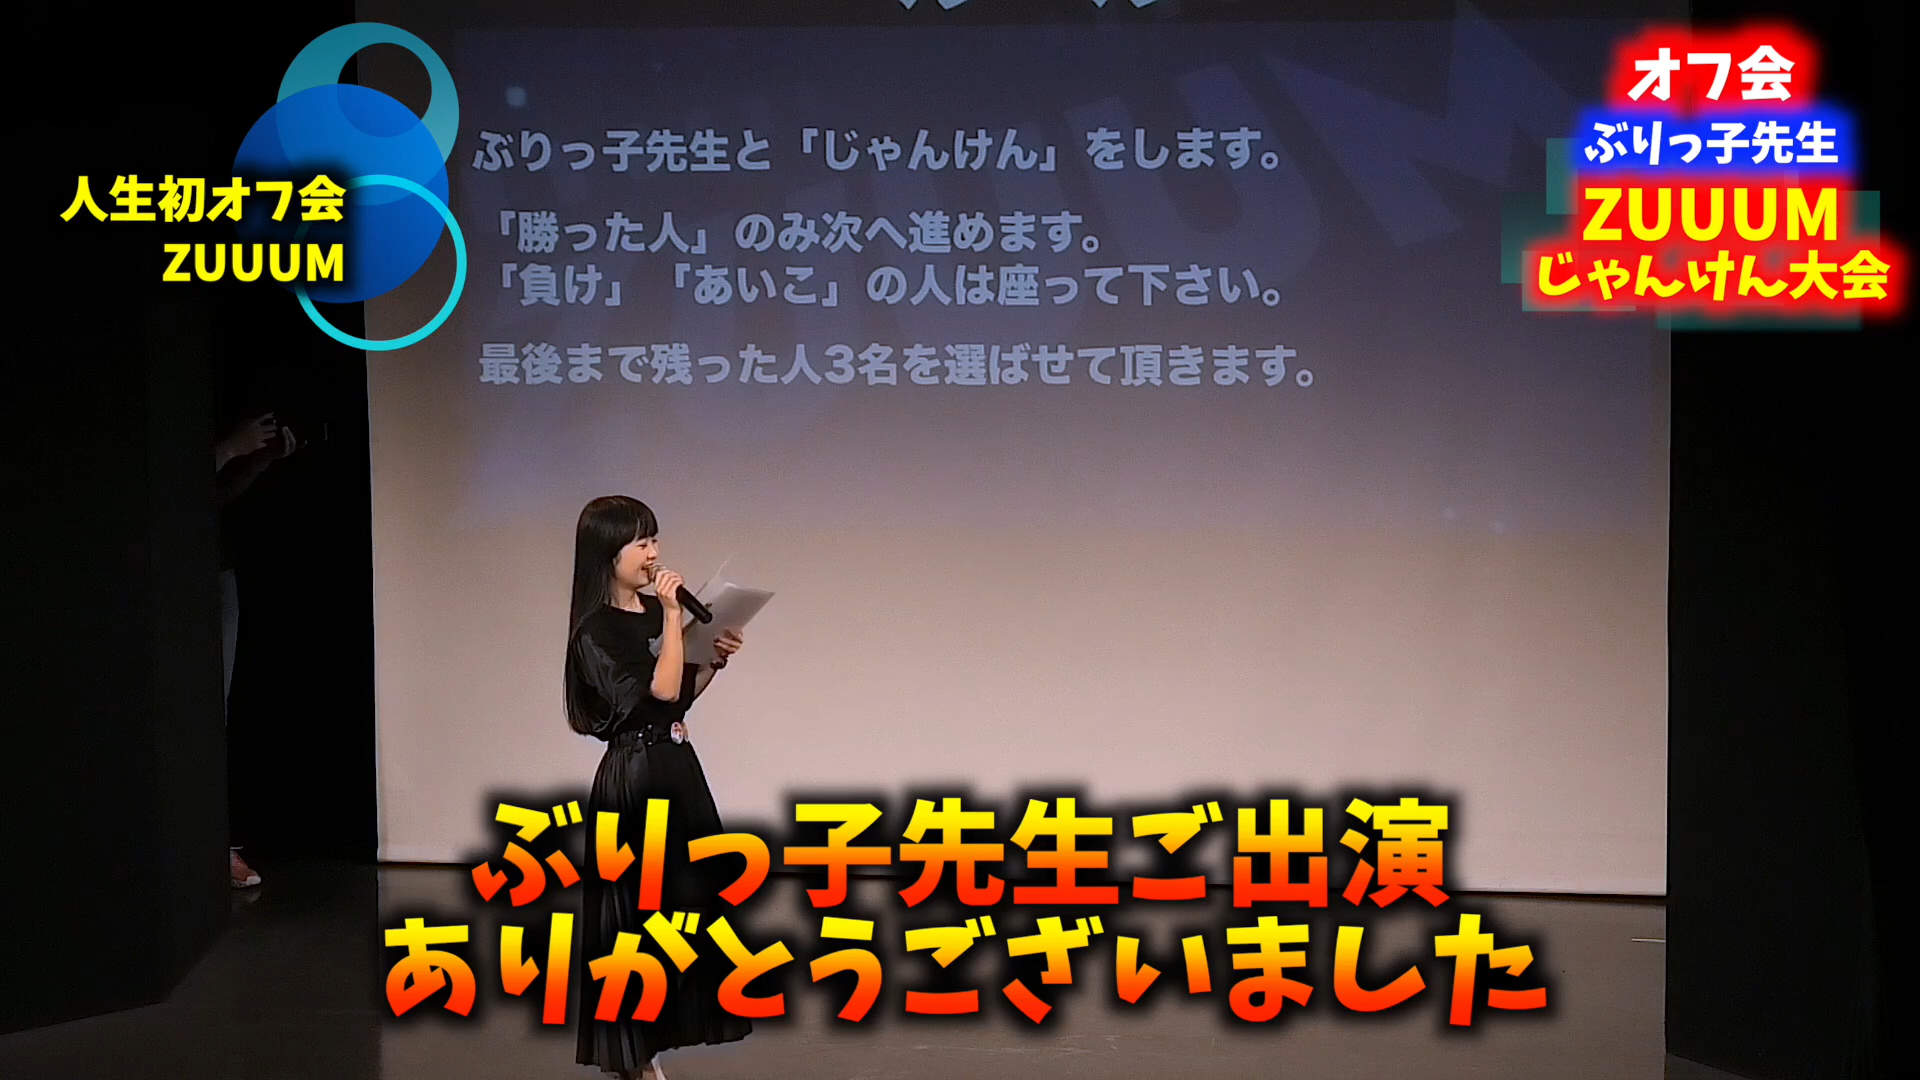 人生初オフ会
ZUUUM
オフ会
ぶりっ子先生
ZUUUM
じゃんけん大会
ぶりっ子先生と「じゃんけん」をします。
「勝った人」のみ次へ進めます。
「負け」「あいこ」の人は座って下さい。
最後まで残った人3名を選ばせて頂きます。
ぶりっ子先生ご出演
ありがとうございました